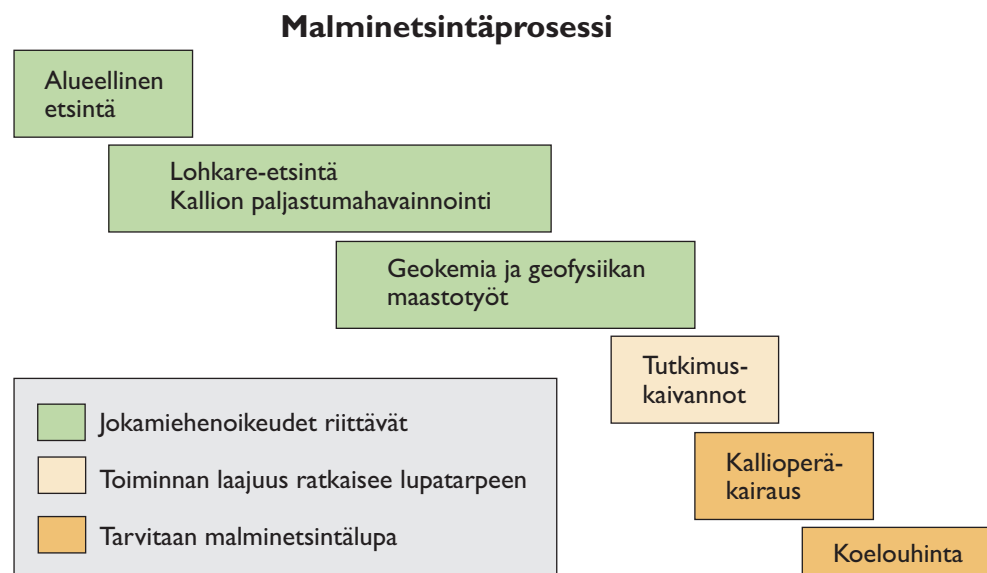 Malminetsintäprosessi
Alueellinen
etsintä
Lohkare-etsintä
Kallion paljastumahavainnointi
Geokemia ja geofysiikan
maastotyöt
Tutkimus-
kaivannot
Kallioperä-
kairaus
Koelouhinta
Jokamiehenoikeudet riittävät
Toiminnan laajuus ratkaisee lupatarpeen
Tarvitaan malminetsintälupa